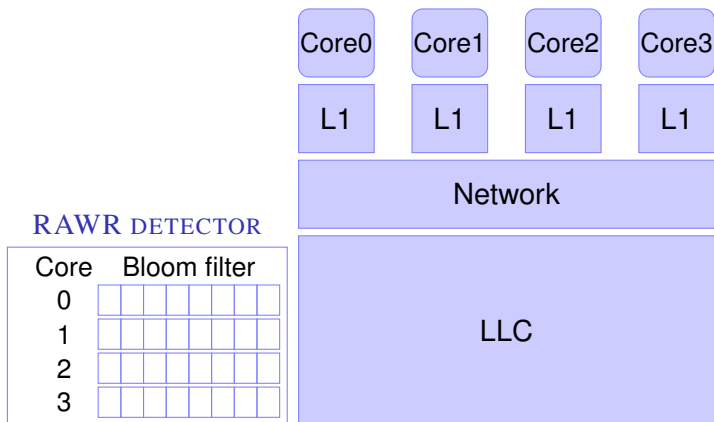 Core0 Core1 Core2 Core3
L1 L1 L1 L1
Network
RAWR DETECTOR
Core Bloom filter
0
1
2
3
LLC